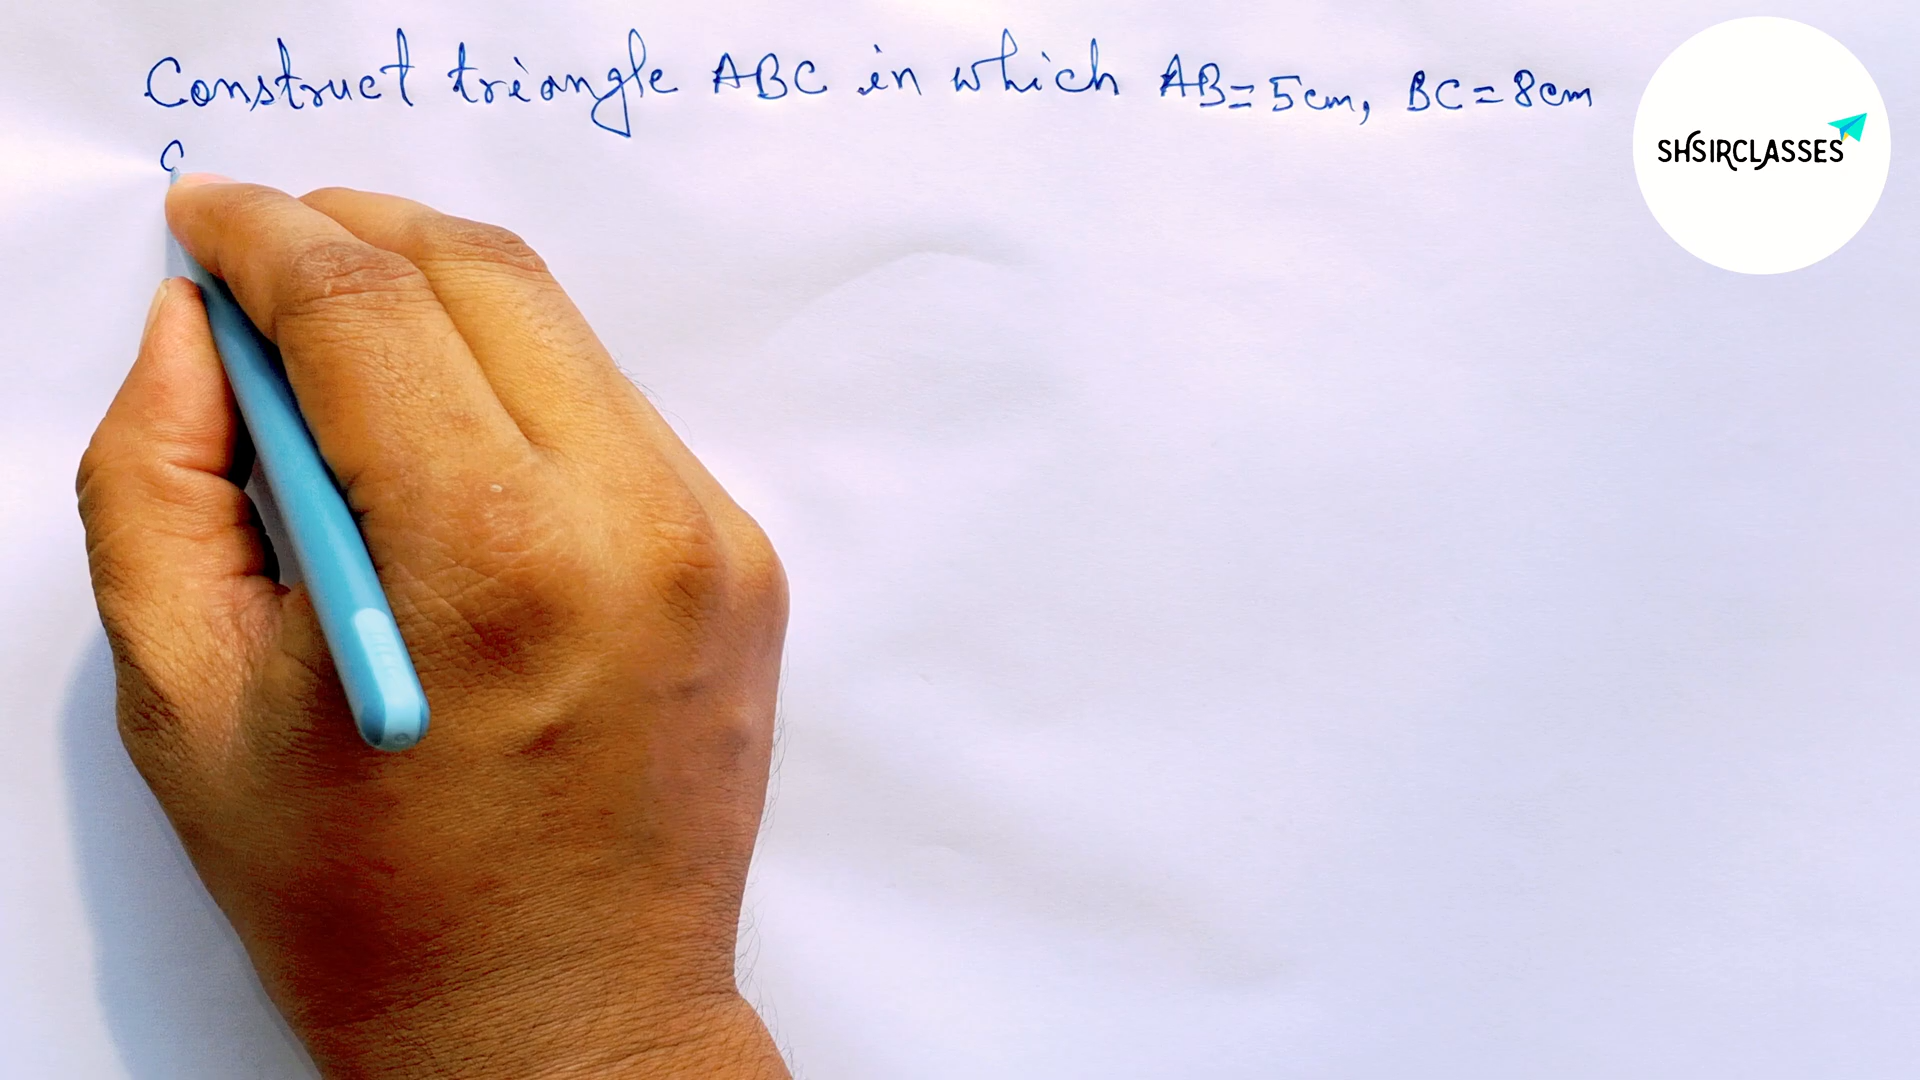 Construct triangle ABC in which AB = 5cm, BC = 8cm
SHSIRCLASSES